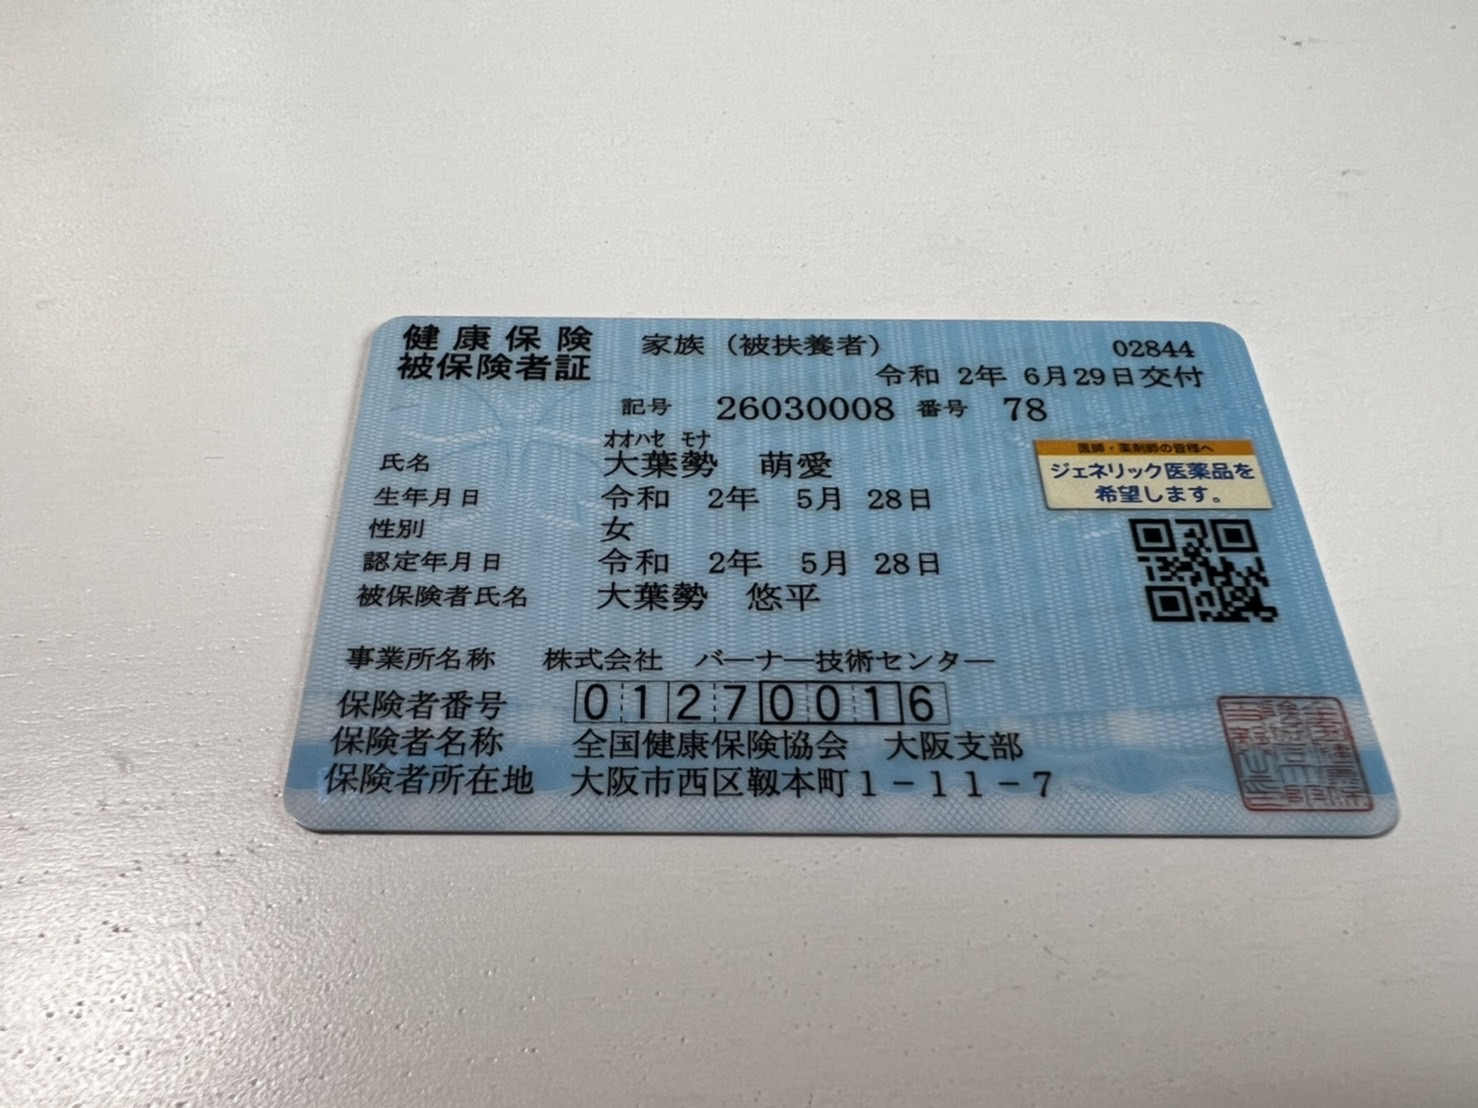 健康保険 家族（被扶養者） 02844
被保険者証 令和 2年 6月29日交付
記号 26030008 番号 78
ｵｵﾊｾ ﾓﾅ
氏名 大葉勢 萌愛
生年月日 令和 2年 5月 28日
性別 女
認定年月日 令和 2年 5月 28日
被保険者氏名 大葉勢 悠平
医師・薬剤師の皆様へ
ジェネリック医薬品を
希望します。
事業所名称 株式会社 バーナー技術センター
保険者番号 01270016
保険者名称 全国健康保険協会 大阪支部
保険者所在地 大阪市西区靱本町１－１１－７